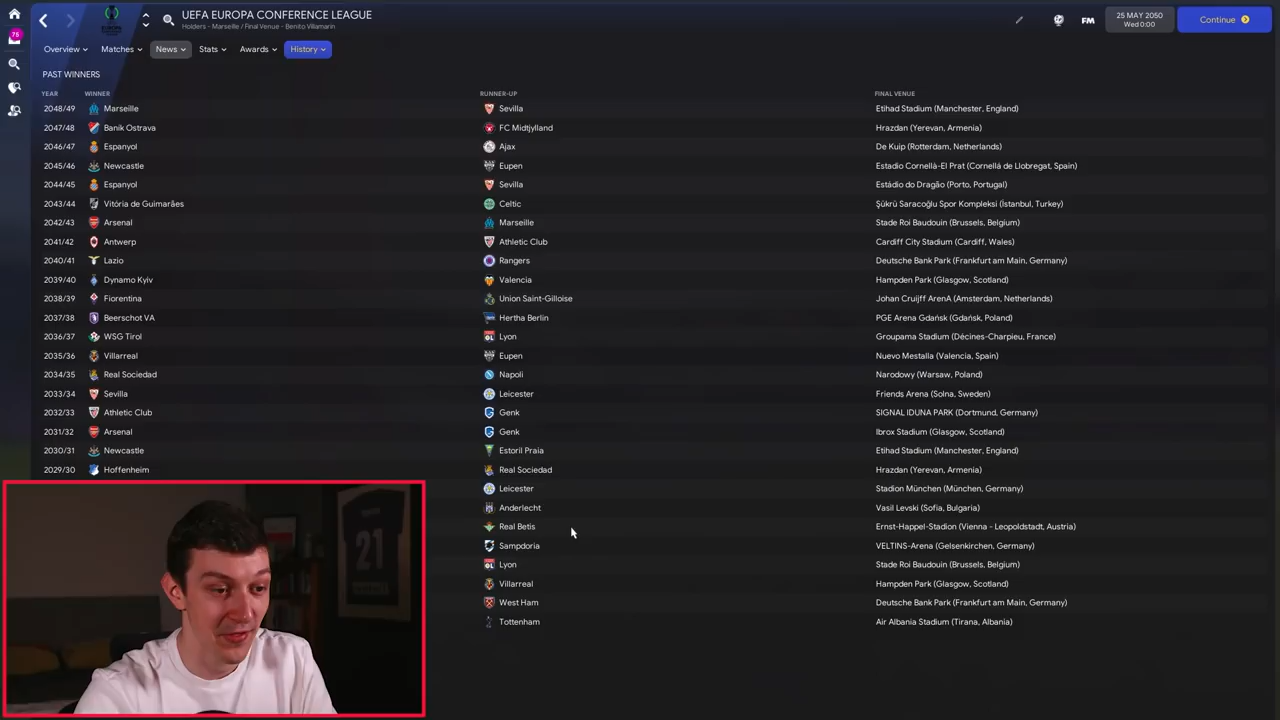 UEFA EUROPA CONFERENCE LEAGUE
Holders - Marseille / Final Venue - Benito Villamarín
FM
25 MAY 2050
Wed 0:00
Continue
75
Overview
Matches
News
Stats
Awards
History
PAST WINNERS
YEAR WINNER RUNNER-UP FINAL VENUE
2048/49 Marseille Sevilla Etihad Stadium (Manchester, England)
2047/48 Baník Ostrava FC Midtjylland Hrazdan (Yerevan, Armenia)
2046/47 Espanyol Ajax De Kuip (Rotterdam, Netherlands)
2045/46 Newcastle Eupen Estadio Cornellà-El Prat (Cornellá de Llobregat, Spain)
2044/45 Espanyol Sevilla Estádio do Dragão (Porto, Portugal)
2043/44 Vitória de Guimarães Celtic Şükrü Saracoğlu Spor Kompleksi (İstanbul, Turkey)
2042/43 Arsenal Marseille Stade Roi Baudouin (Brussels, Belgium)
2041/42 Antwerp Athletic Club Cardiff City Stadium (Cardiff, Wales)
2040/41 Lazio Rangers Deutsche Bank Park (Frankfurt am Main, Germany)
2039/40 Dynamo Kyiv Valencia Hampden Park (Glasgow, Scotland)
2038/39 Fiorentina Union Saint-Gilloise Johan Cruijff ArenA (Amsterdam, Netherlands)
2037/38 Beerschot VA Hertha Berlin PGE Arena Gdańsk (Gdańsk, Poland)
2036/37 WSG Tirol Lyon Groupama Stadium (Décines-Charpieu, France)
2035/36 Villarreal Eupen Nuevo Mestalla (Valencia, Spain)
2034/35 Real Sociedad Napoli Narodowy (Warsaw, Poland)
2033/34 Sevilla Leicester Friends Arena (Solna, Sweden)
2032/33 Athletic Club Genk SIGNAL IDUNA PARK (Dortmund, Germany)
2031/32 Arsenal Genk Ibrox Stadium (Glasgow, Scotland)
2030/31 Newcastle Estoril Praia Etihad Stadium (Manchester, England)
2029/30 Hoffenheim Real Sociedad Hrazdan (Yerevan, Armenia)
Leicester Stadion München (München, Germany)
Anderlecht Vasil Levski (Sofia, Bulgaria)
Real Betis Ernst-Happel-Stadion (Vienna - Leopoldstadt, Austria)
Sampdoria VELTINS-Arena (Gelsenkirchen, Germany)
Lyon Stade Roi Baudouin (Brussels, Belgium)
Villarreal Hampden Park (Glasgow, Scotland)
West Ham Deutsche Bank Park (Frankfurt am Main, Germany)
Tottenham Air Albania Stadium (Tirana, Albania)
21